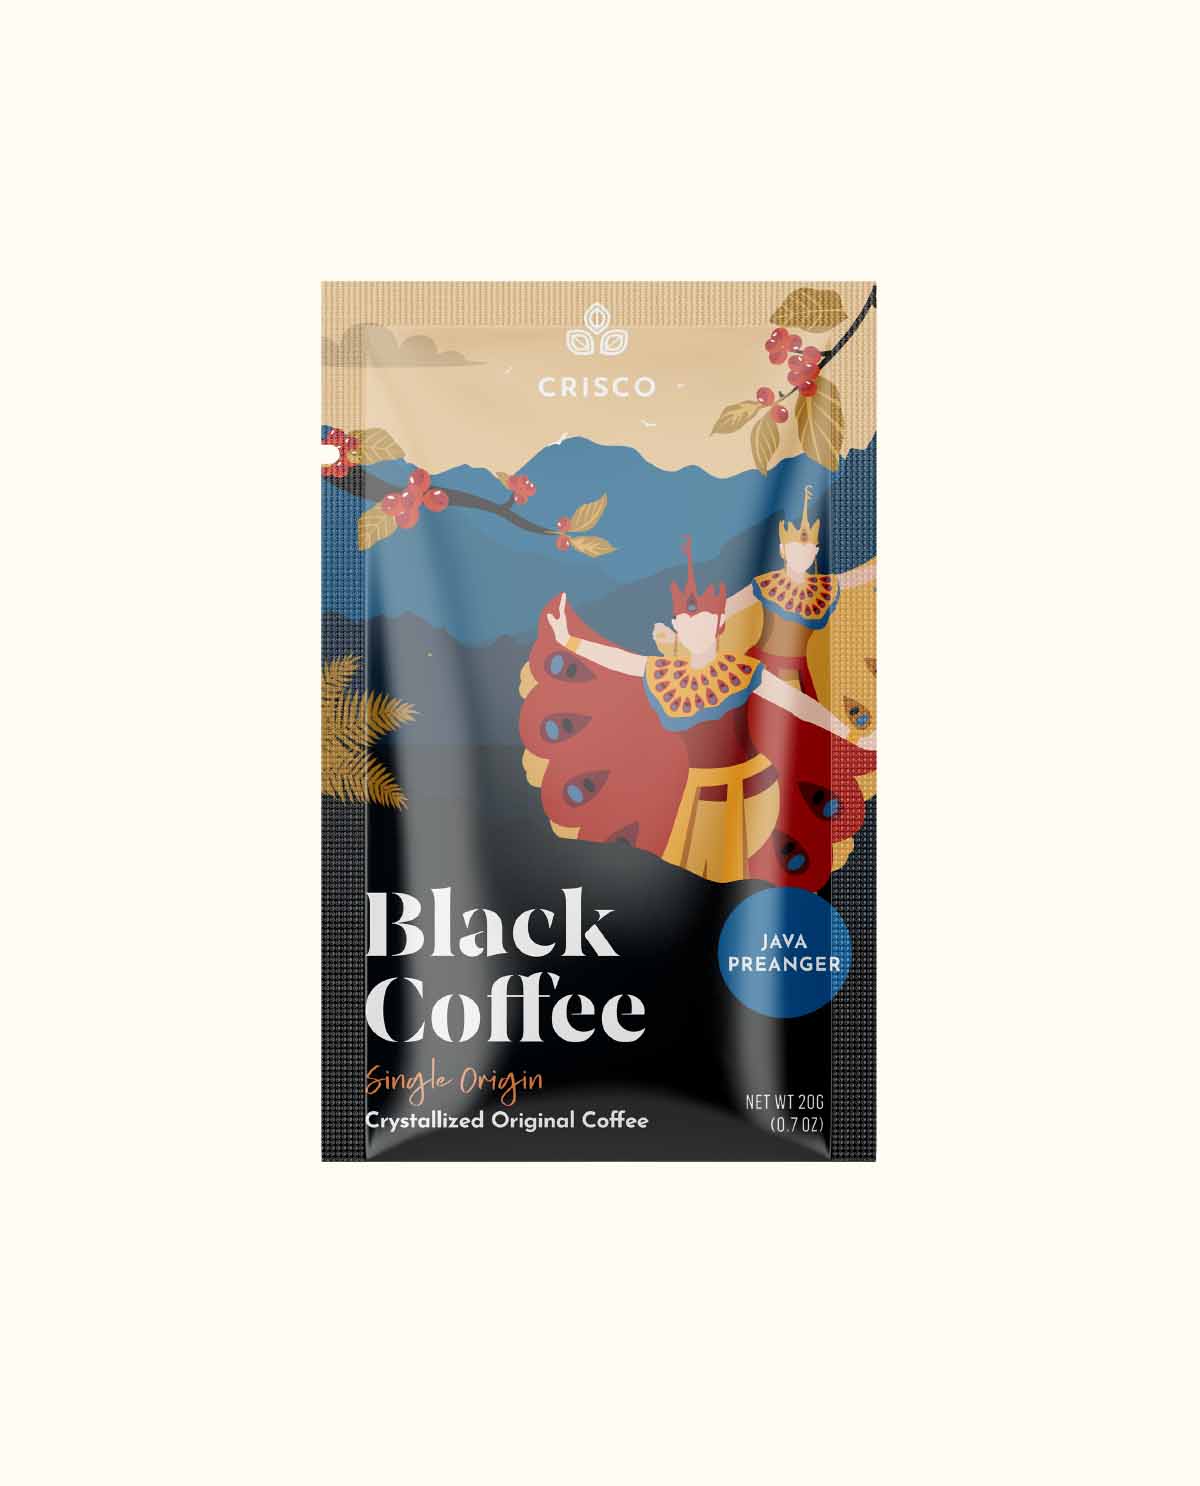 CRiSCO
Black
Coffee
JAVA
PREANGER
Single Origin
Crystallized Original Coffee
NET WT 20G
(0.7 OZ)